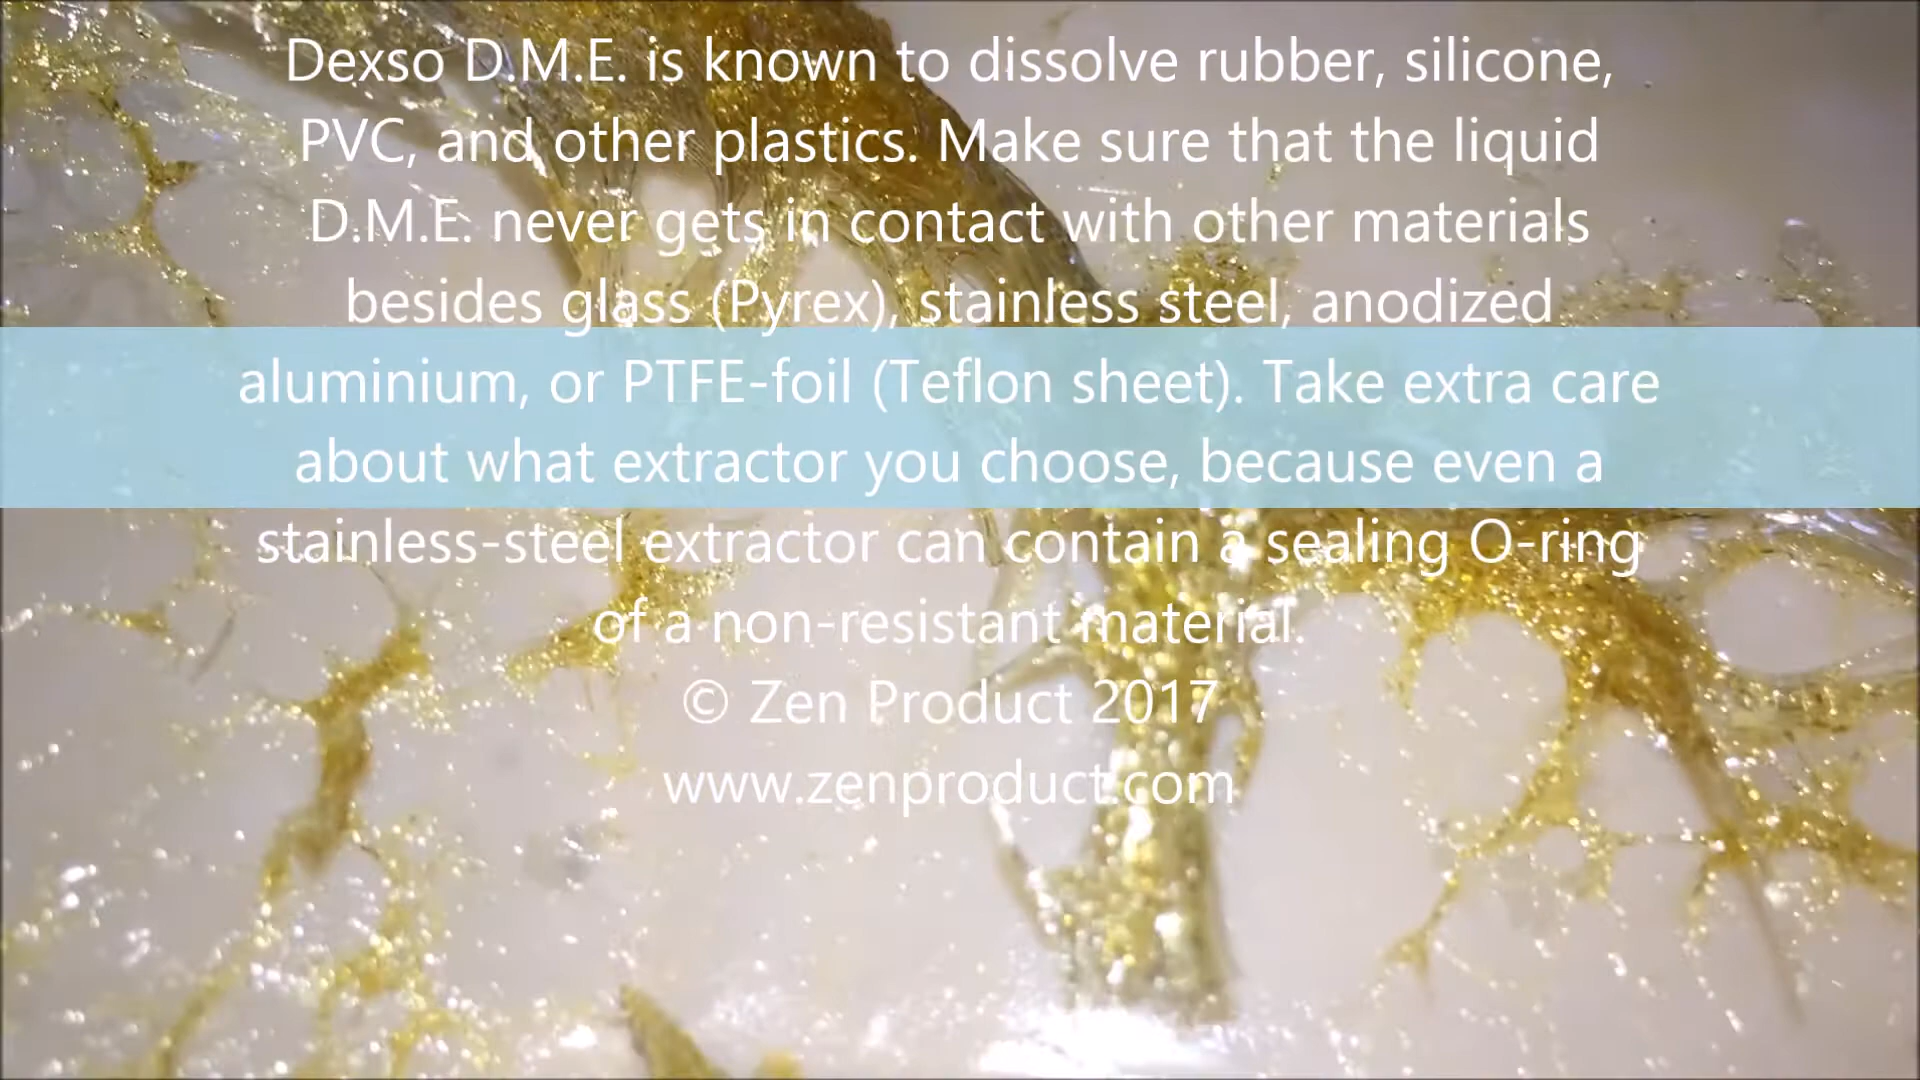 Dexso D.M.E. is known to dissolve rubber, silicone,
PVC, and other plastics. Make sure that the liquid
D.M.E. never gets in contact with other materials
besides glass (Pyrex), stainless steel, anodized
aluminium, or PTFE-foil (Teflon sheet). Take extra care
about what extractor you choose, because even a
stainless-steel extractor can contain a sealing O-ring
of a non-resistant material.
© Zen Product 2017
www.zenproduct.com